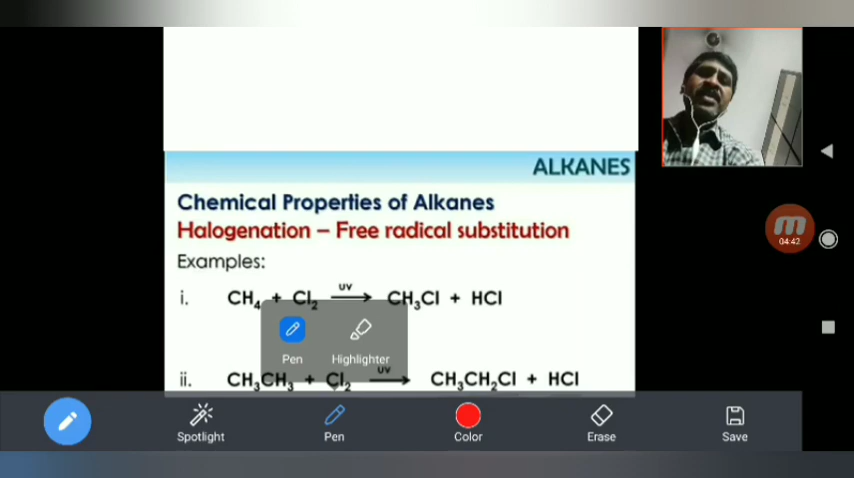 ALKANES
Chemical Properties of Alkanes
Halogenation – Free radical substitution
Examples:
i. CH₄ + Cl₂ —uv→ CH₃Cl + HCl
Pen Highlighter
ii. CH₃CH₃ + Cl₂ —UV→ CH₃CH₂Cl + HCl
04:42
Spotlight Pen Color Erase Save